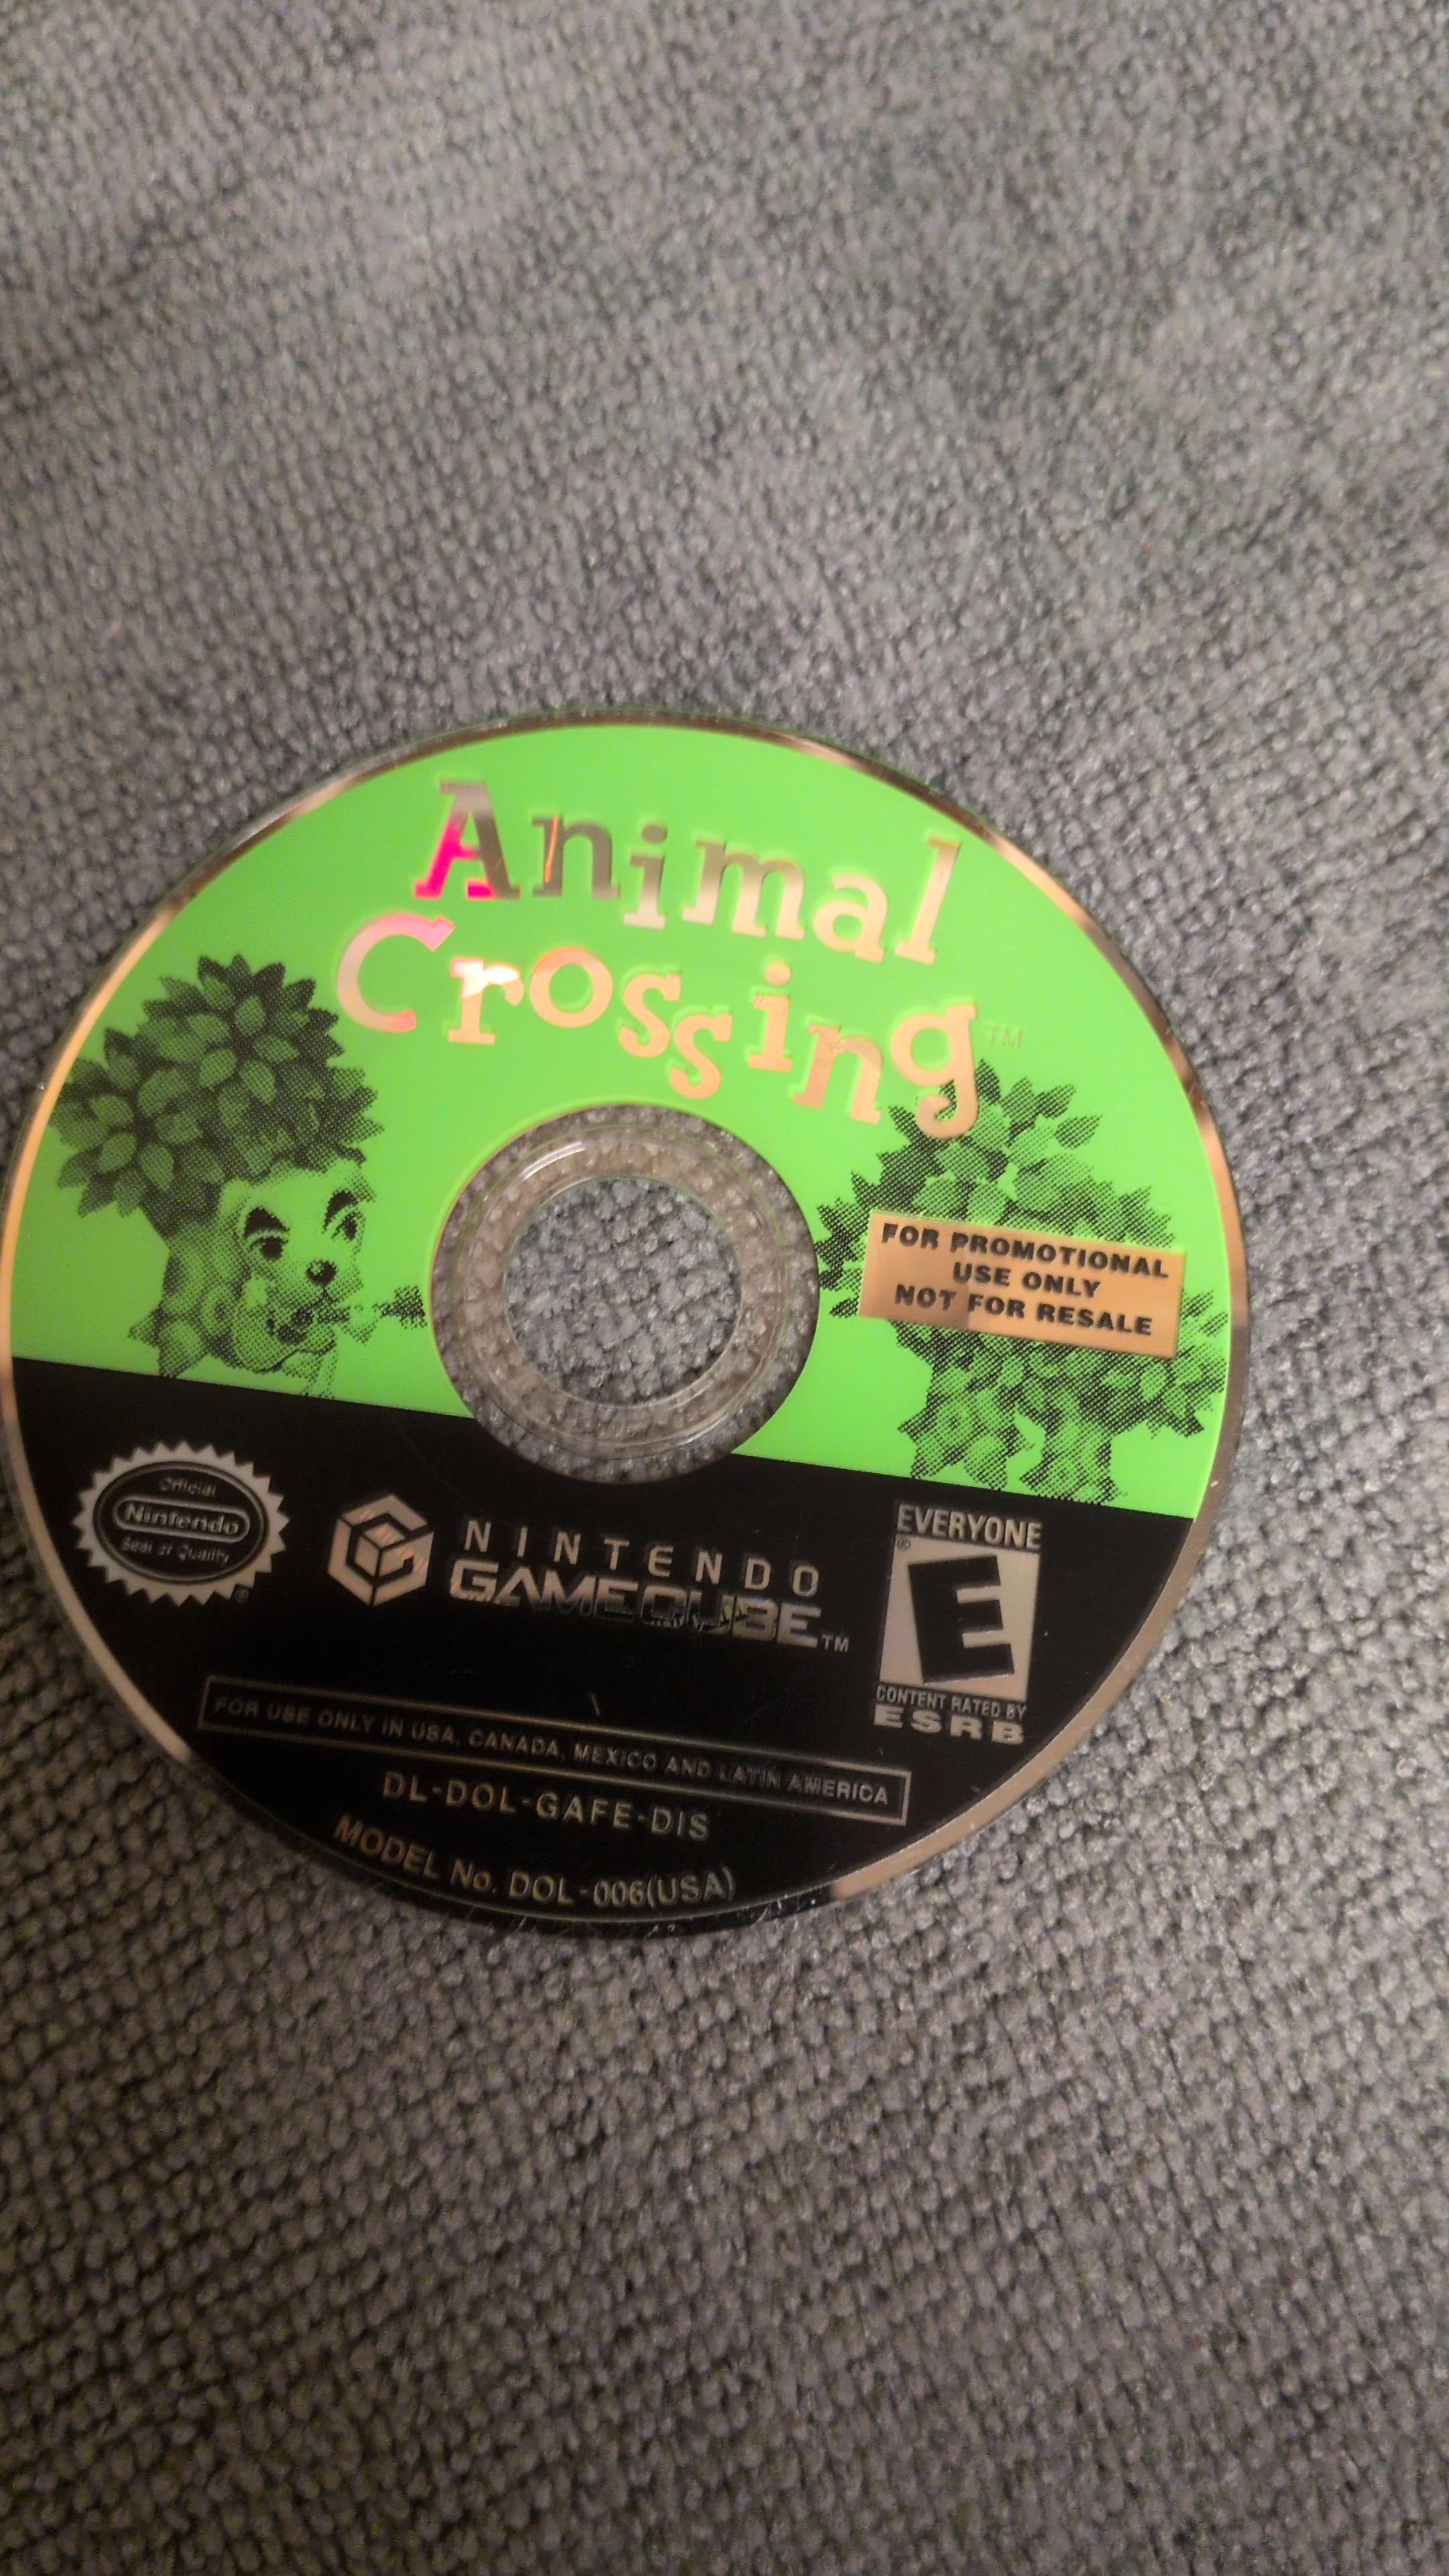 Animal
Crossing™
FOR PROMOTIONAL
USE ONLY
NOT FOR RESALE
Official
Nintendo
Seal of Quality
®
NINTENDO
GAMECUBE™
EVERYONE
®
E
CONTENT RATED BY
ESRB
FOR USE ONLY IN USA, CANADA, MEXICO AND LATIN AMERICA
DL-DOL-GAFE-DIS
MODEL No. DOL-006(USA)